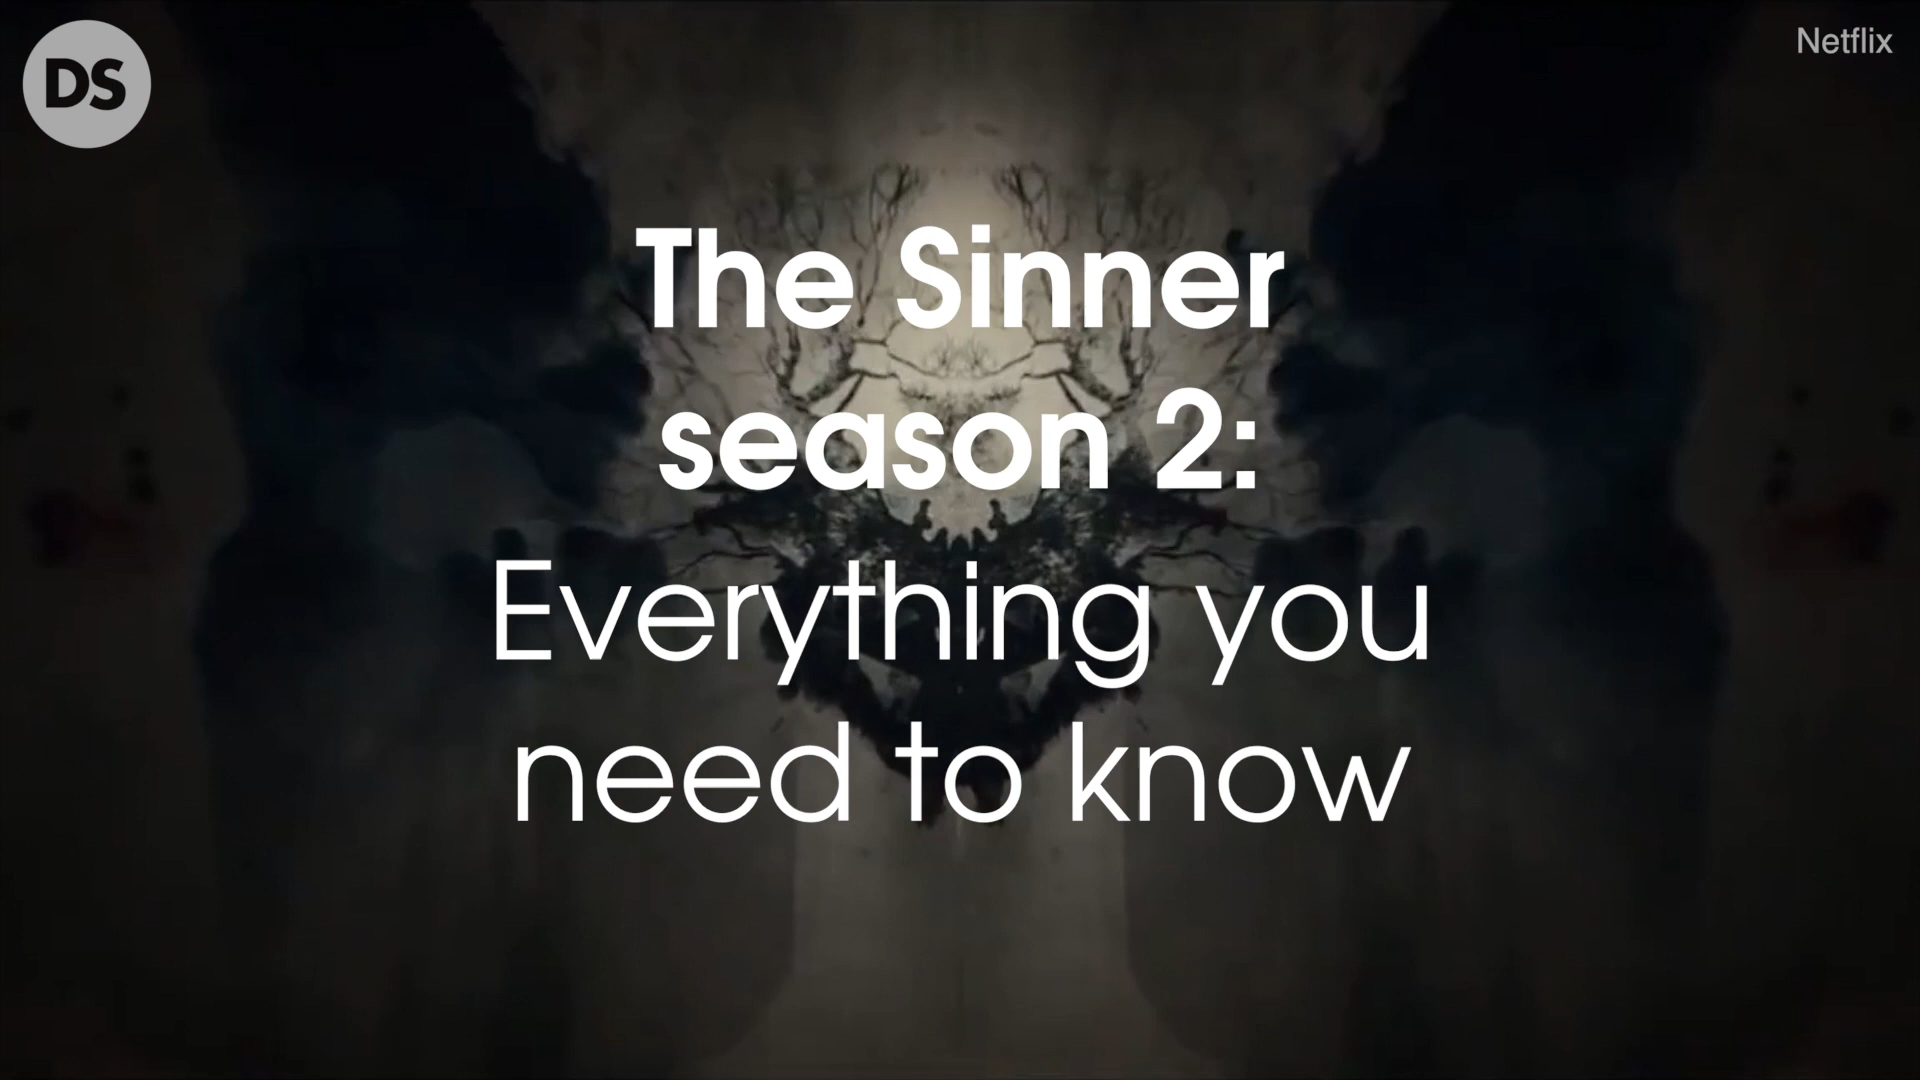 DS
Netflix
The Sinner
season 2:
Everything you
need to know